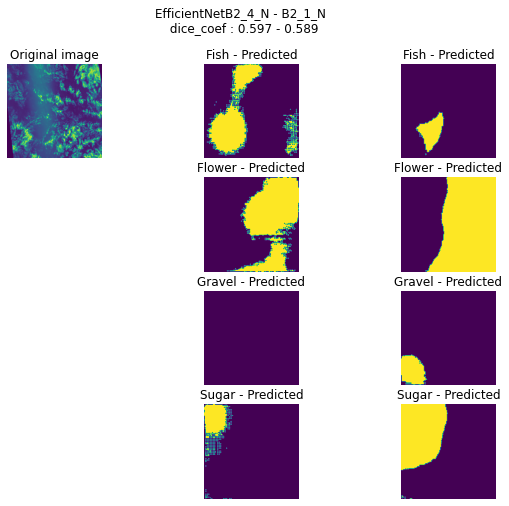 EfficientNetB2_4_N - B2_1_N
dice_coef : 0.597 - 0.589
Original image
Fish - Predicted
Fish - Predicted
Flower - Predicted
Flower - Predicted
Gravel - Predicted
Gravel - Predicted
Sugar - Predicted
Sugar - Predicted